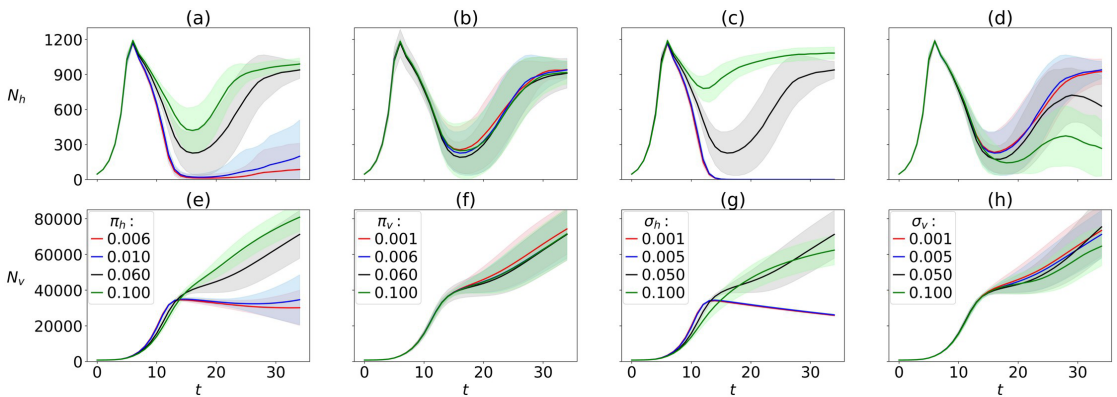 (a) (b) (c) (d)
1200
900
N_h
600
300
0
(e) (f) (g) (h)
80000
π_h : π_v : σ_h : σ_v :
0.006 0.001 0.001 0.001
60000
0.010 0.006 0.005 0.005
N_v
0.060 0.060 0.050 0.050
40000
0.100 0.100 0.100 0.100
20000
0
0 10 20 30 0 10 20 30 0 10 20 30 0 10 20 30
t t t t